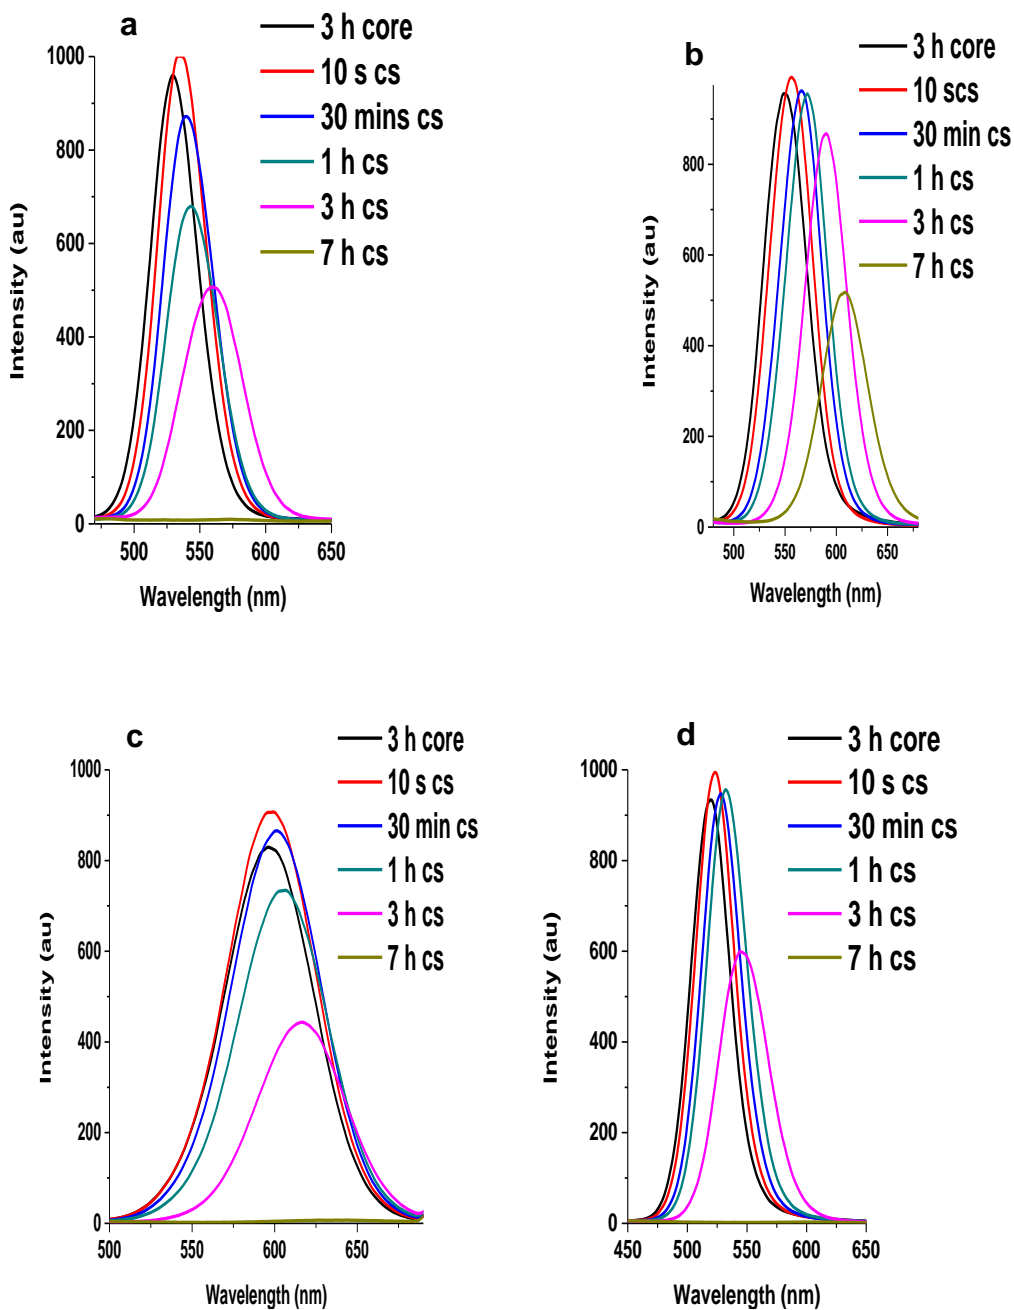 a
3 h core
10 s cs
30 mins cs
1 h cs
3 h cs
7 h cs
1000
800
600
400
200
0
500
550
600
650
Intensity (au)
Wavelength (nm)
b
3 h core
10 scs
30 min cs
1 h cs
3 h cs
7 h cs
800
600
400
200
0
500
550
600
650
Intensity (au)
Wavelength (nm)
c
3 h core
10 s cs
30 min cs
1 h cs
3 h cs
7 h cs
1000
800
600
400
200
0
500
550
600
650
Intensity (au)
Wavelength (nm)
d
3 h core
10 s cs
30 min cs
1 h cs
3 h cs
7 h cs
1000
800
600
400
200
0
450
500
550
600
650
Intensity (au)
Wavelength (nm)